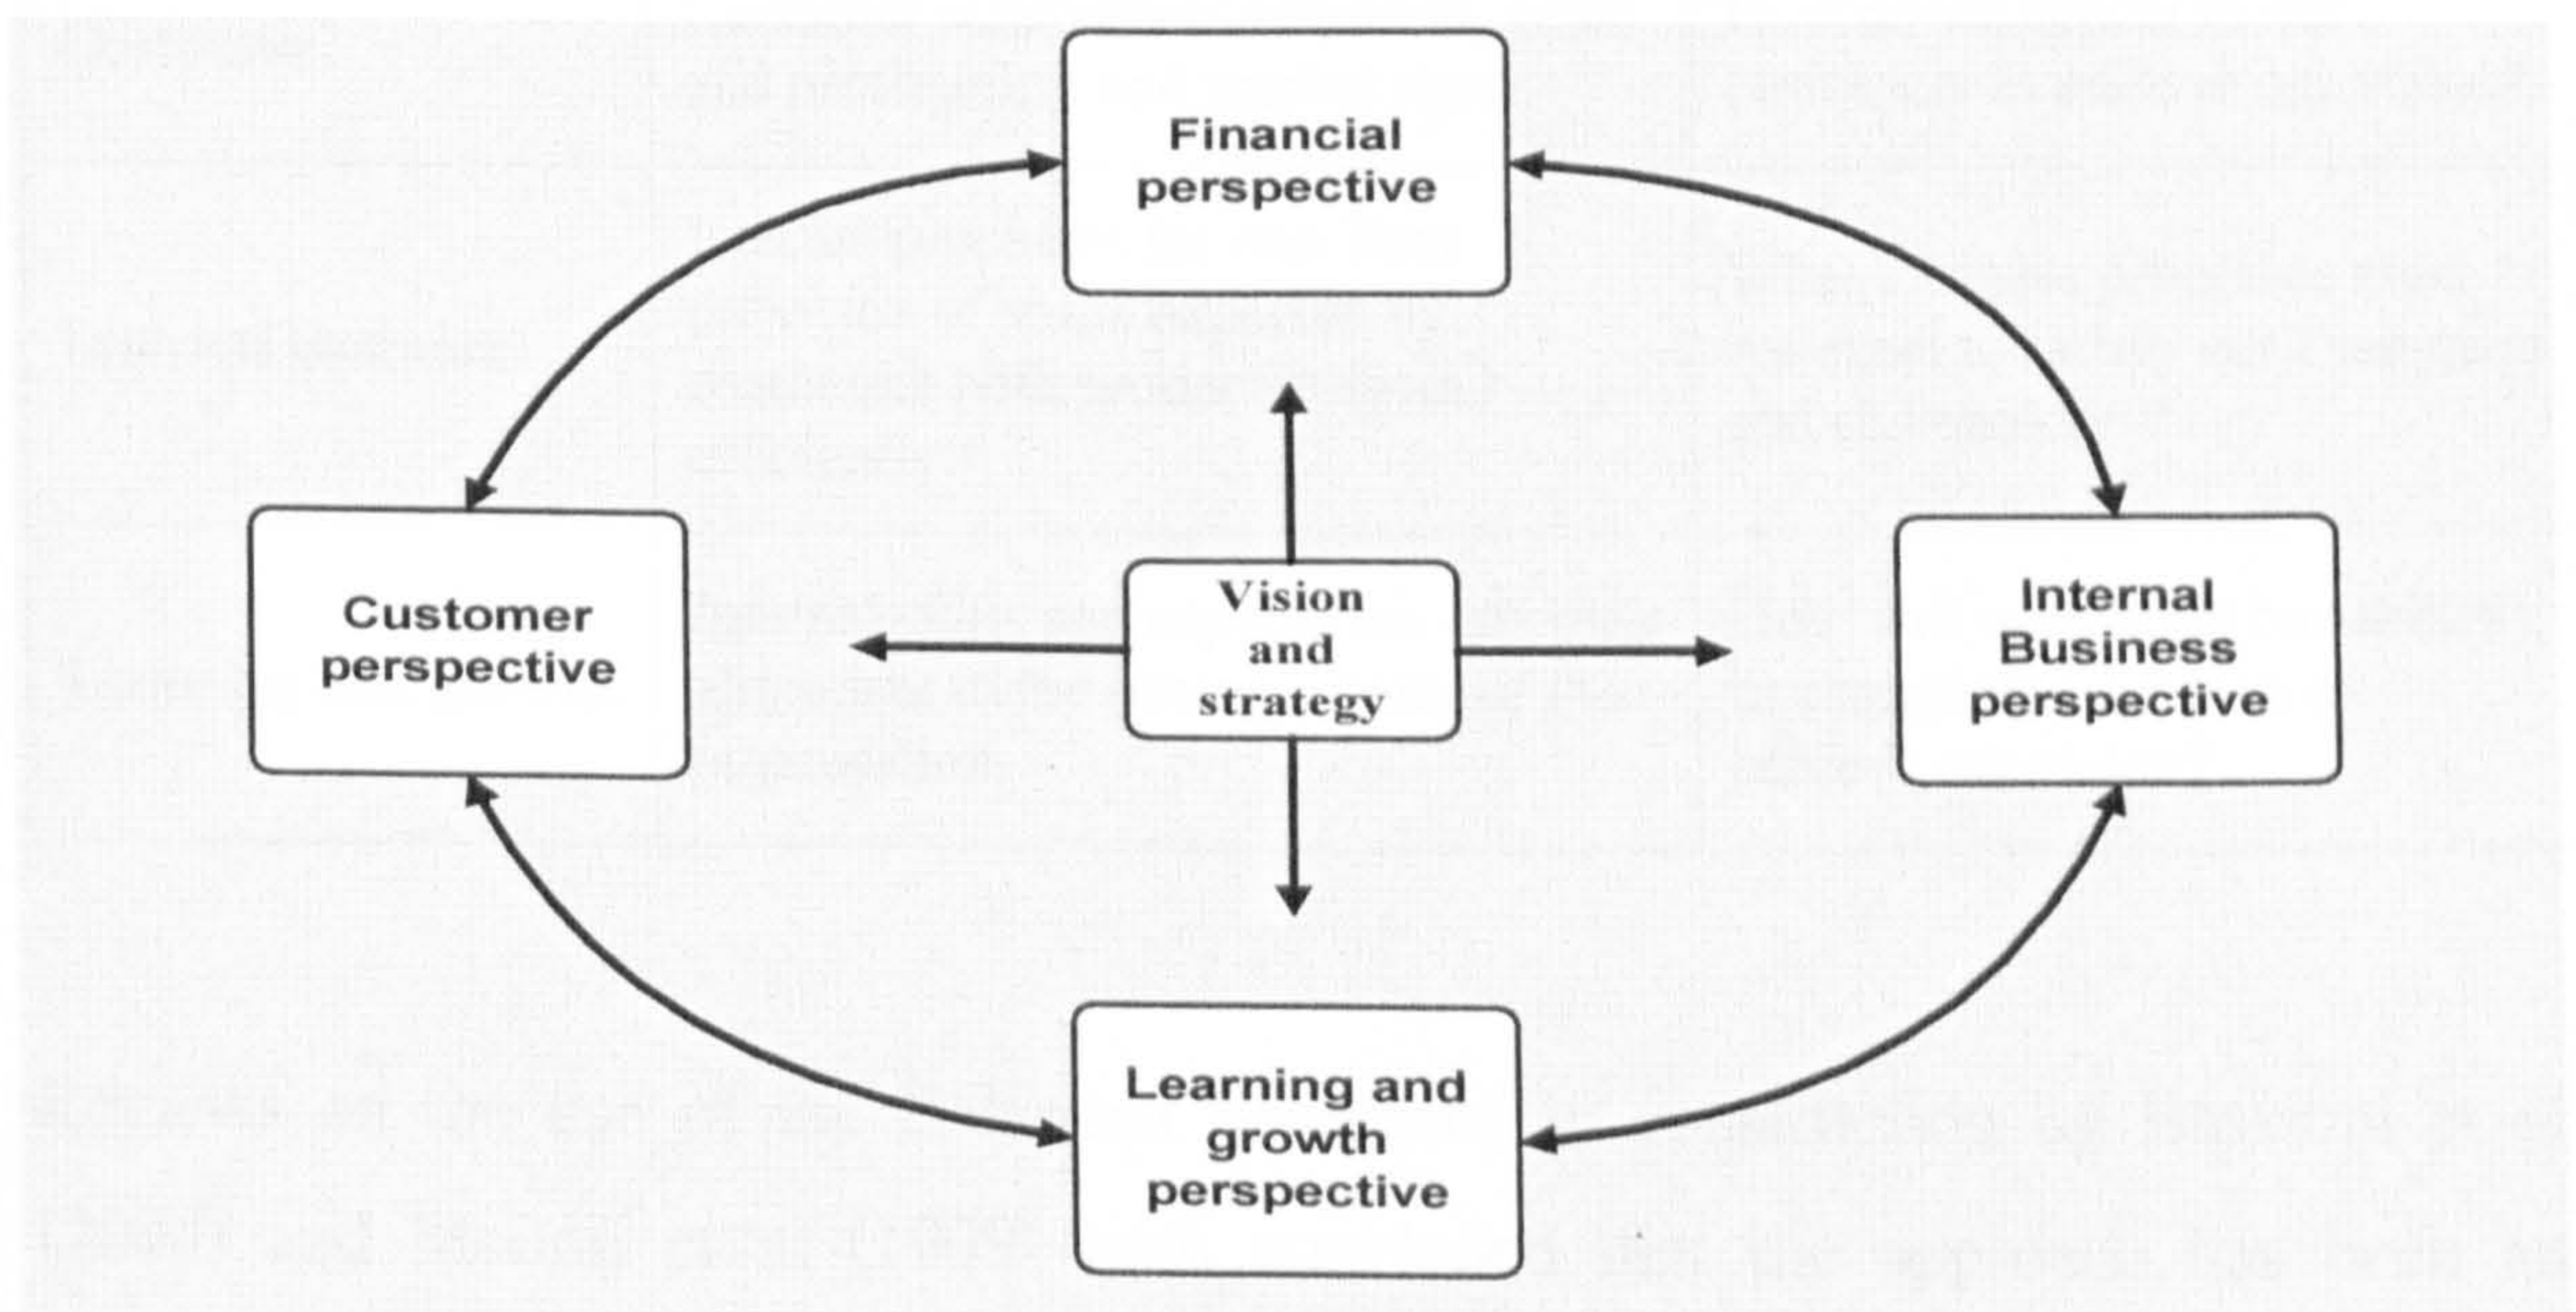 Financial
perspective
Customer
perspective
Vision
and
strategy
Internal
Business
perspective
Learning and
growth
perspective